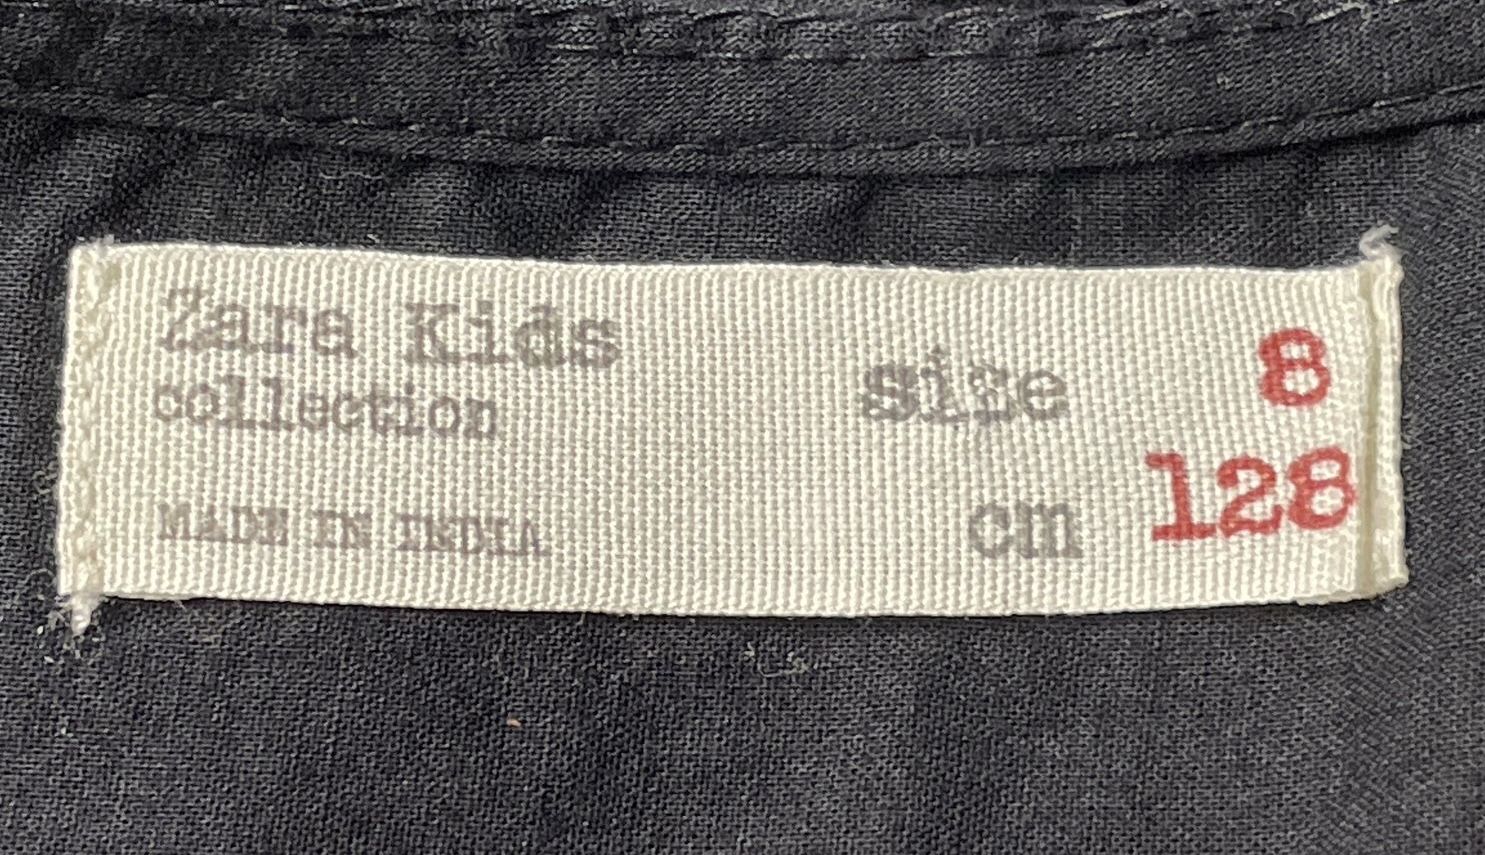 Zara Kids
collection
size 8
cm 128
MADE IN INDIA